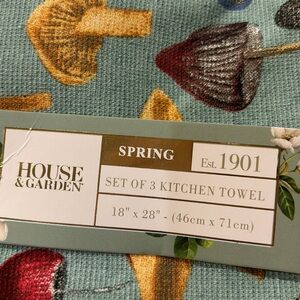 HOUSE
& GARDEN®
SPRING
EST. 1901
SET OF 3 KITCHEN TOWEL
18" x 28" - (46cm x 71cm)